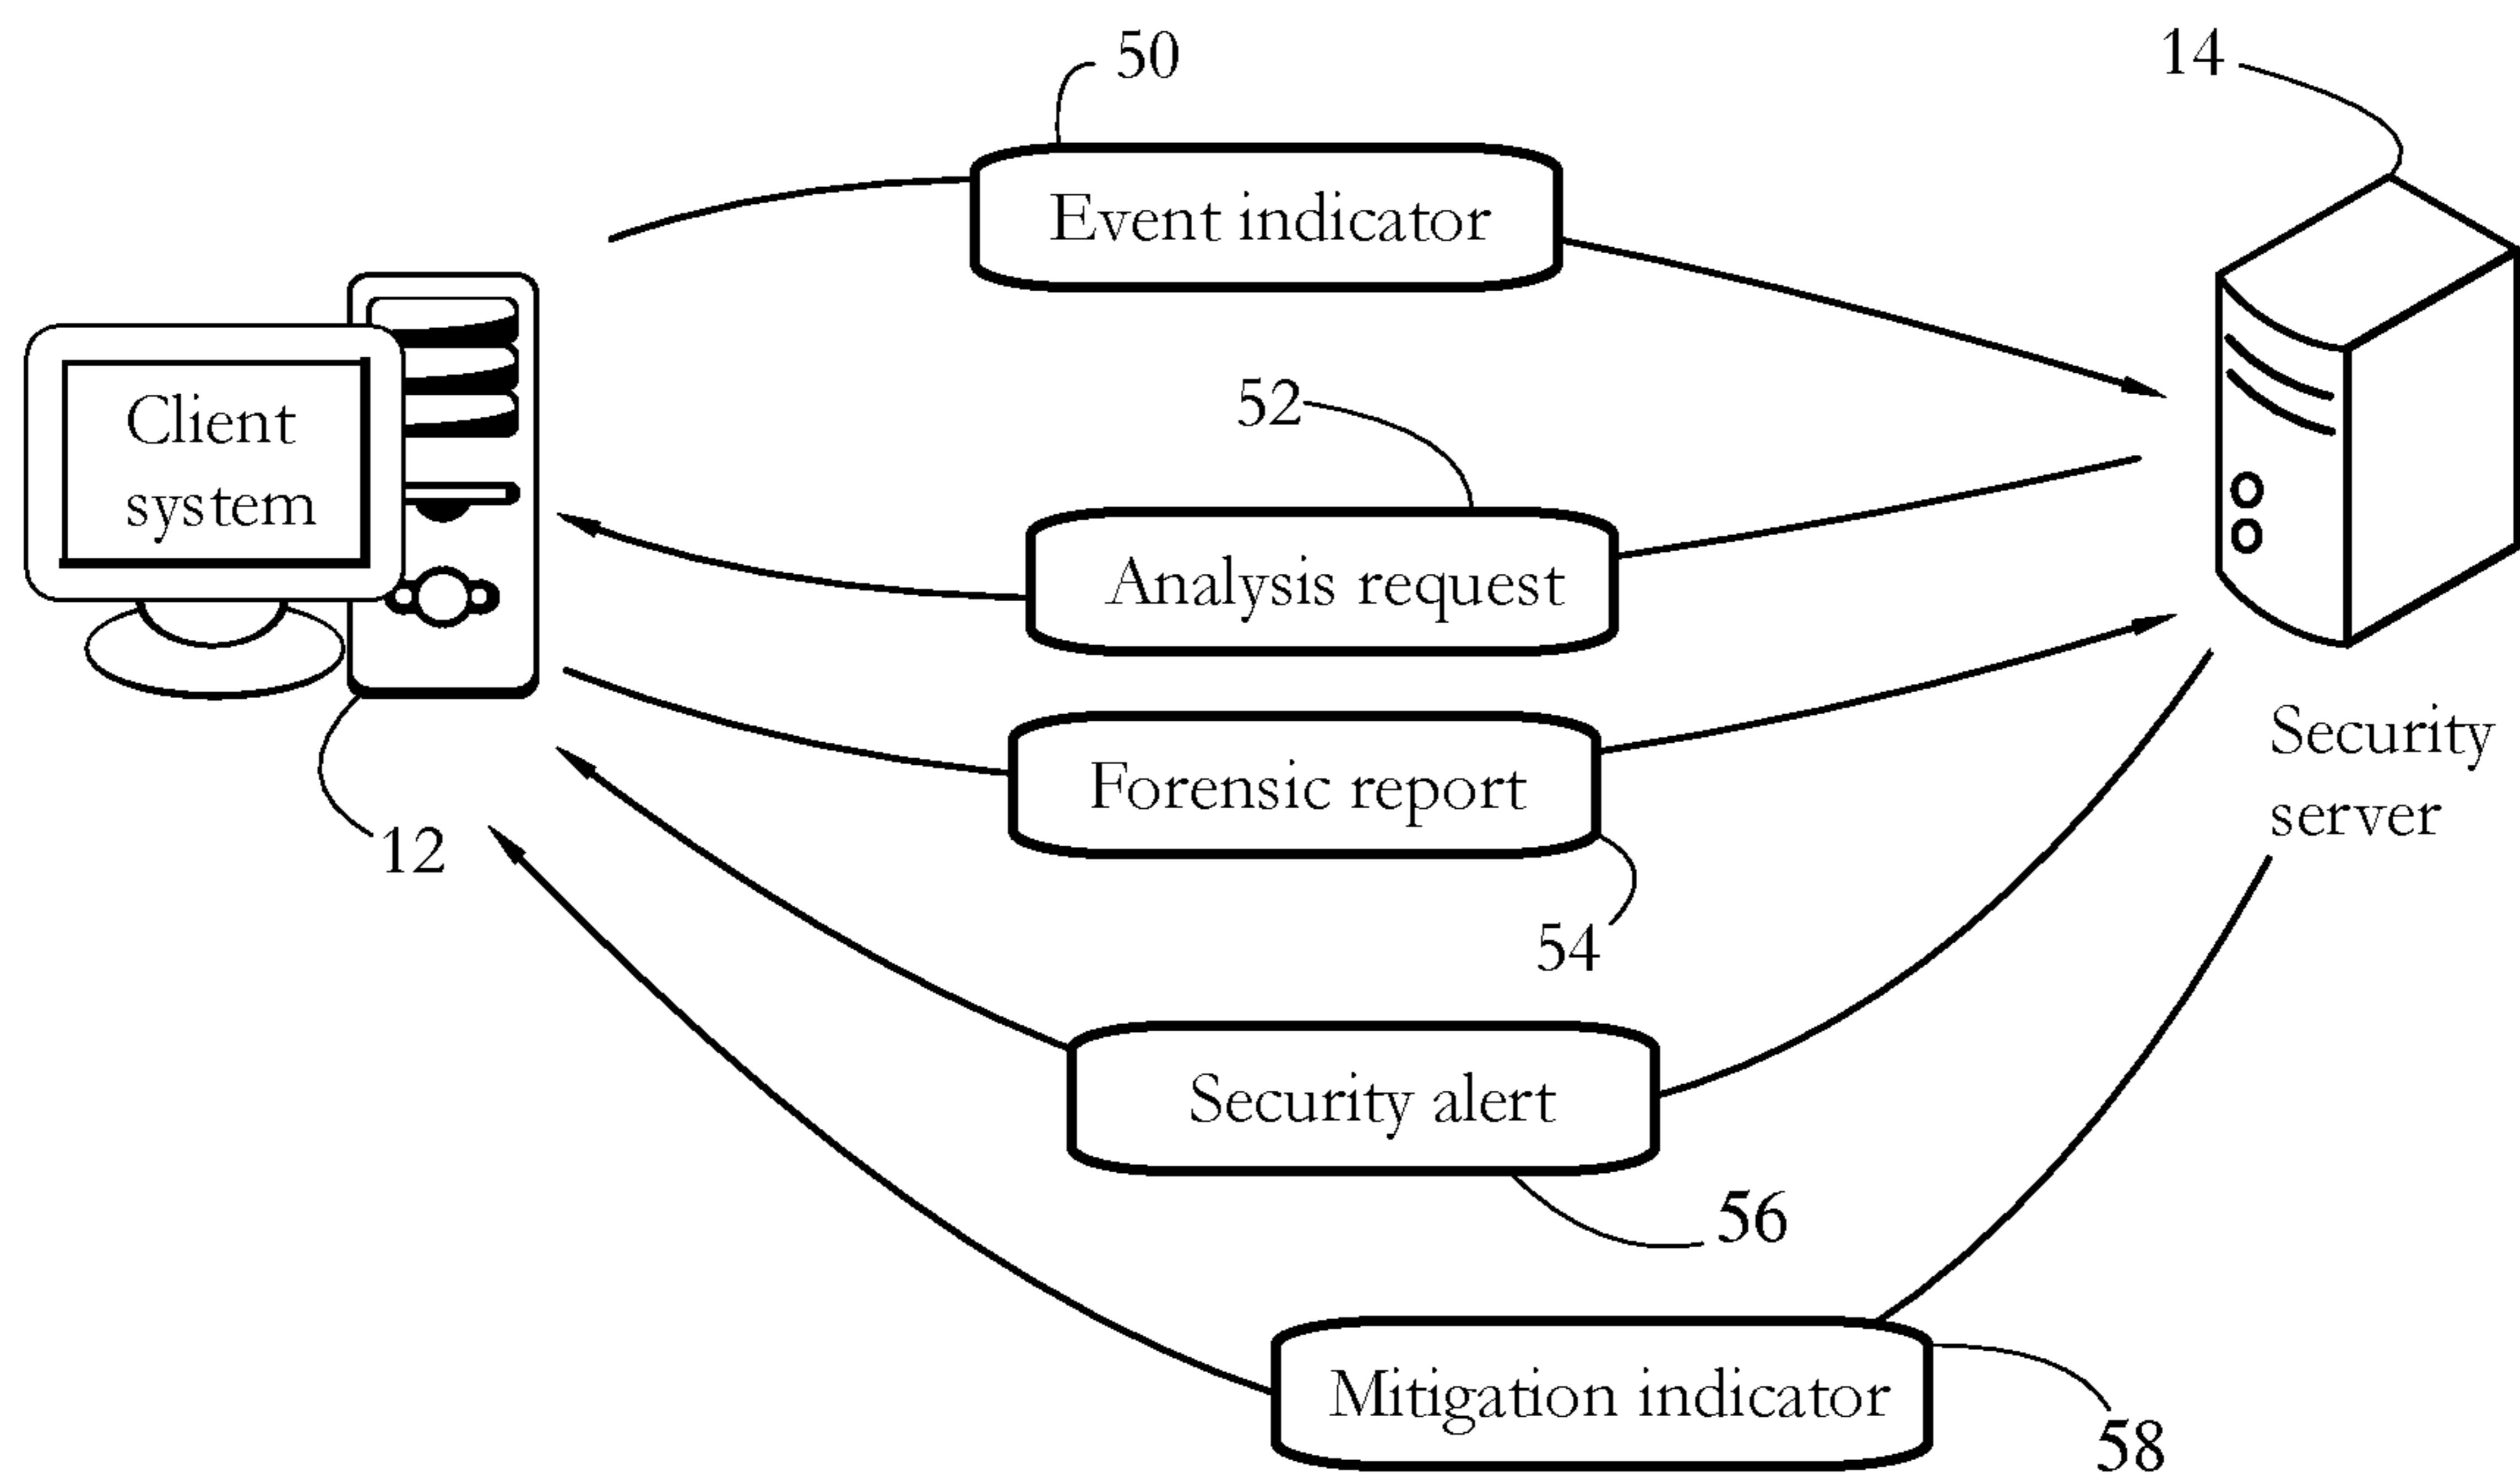 50
14
Event indicator
52
Client
system
Analysis request
Security
server
Forensic report
12
54
Security alert
56
Mitigation indicator
58